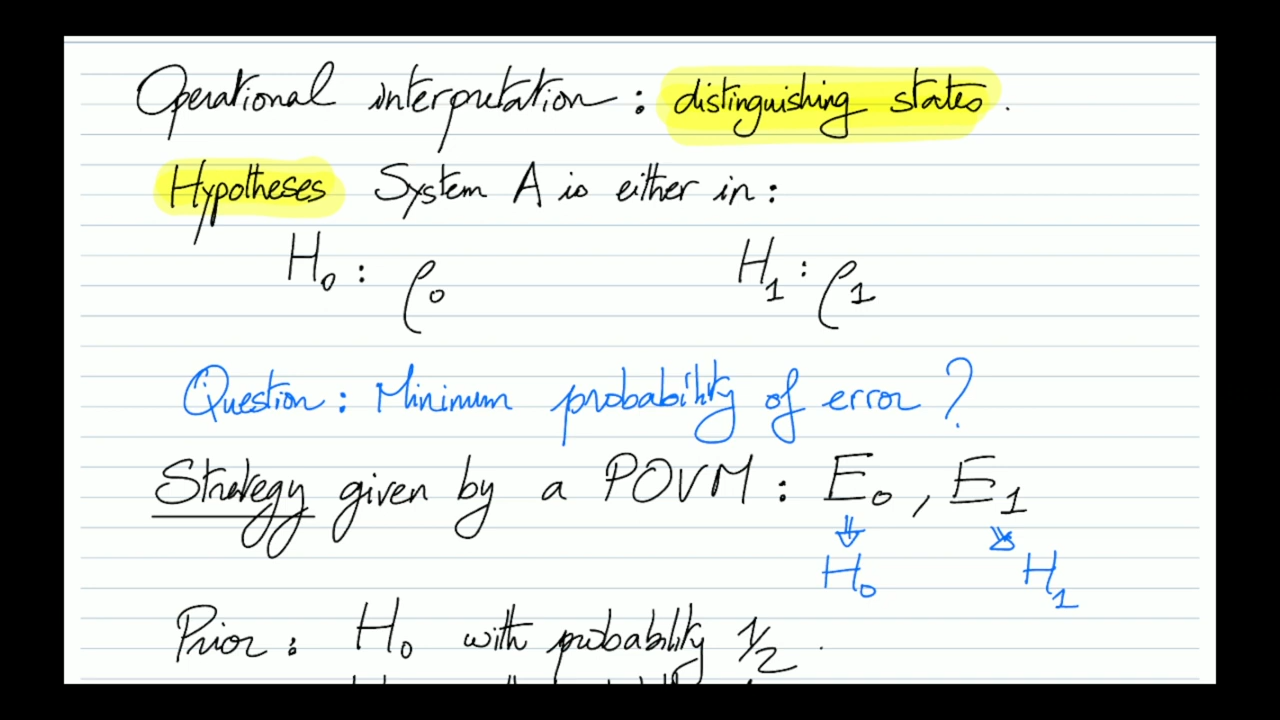 Operational interpretation : distinguishing states .
Hypotheses System A is either in :
H₀ : ρ₀ H₁ : ρ₁
Question : Minimum probability of error ?
Strategy given by a POVM : E₀ , E₁
⇓ ⇘
H₀ H₁
Prior : H₀ with probability 1/2 .